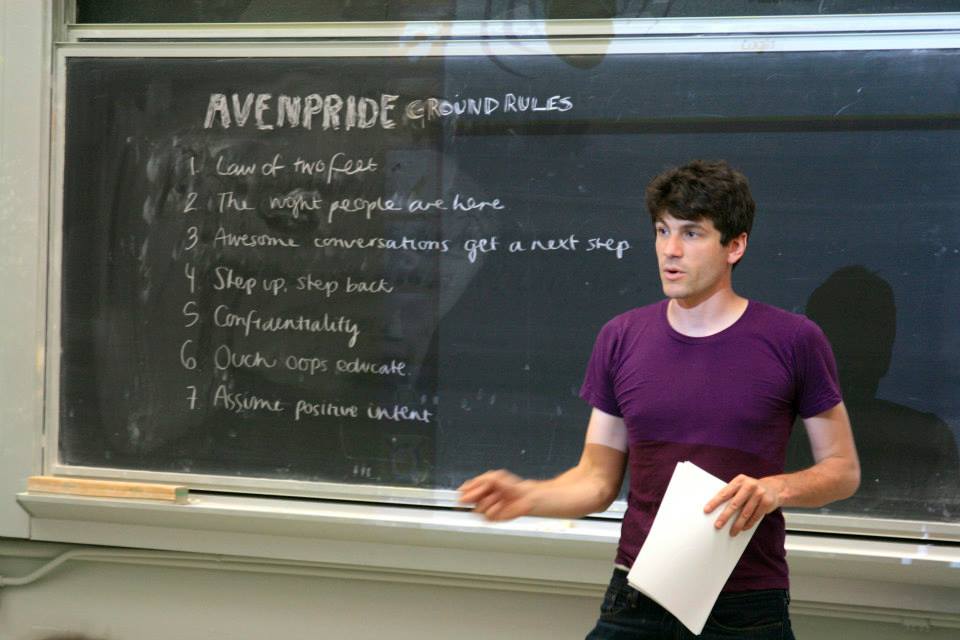 AVENPRIDE GROUND RULES
1. Law of two feet
2 The right people are here
3 Awesome conversations get a next step
4 Step up, step back
5 Confidentiality
6 Ouch oops educate.
7. Assume positive intent